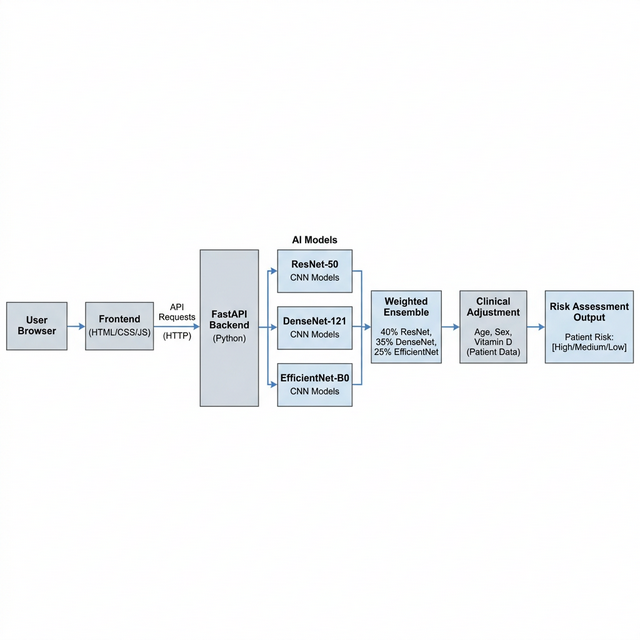 User
Browser
Frontend
(HTML/CSS/JS)
API
Requests
(HTTP)
FastAPI
Backend
(Python)
AI Models
ResNet-50
CNN Models
DenseNet-121
CNN Models
EfficientNet-B0
CNN Models
Weighted
Ensemble
40% ResNet,
35% DenseNet,
25% EfficientNet
Clinical
Adjustment
Age, Sex,
Vitamin D
(Patient Data)
Risk Assessment
Output
Patient Risk:
[High/Medium/Low]